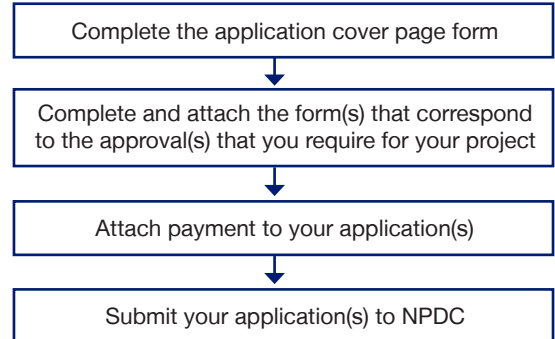 Complete the application cover page form
Complete and attach the form(s) that correspond
to the approval(s) that you require for your project
Attach payment to your application(s)
Submit your application(s) to NPDC